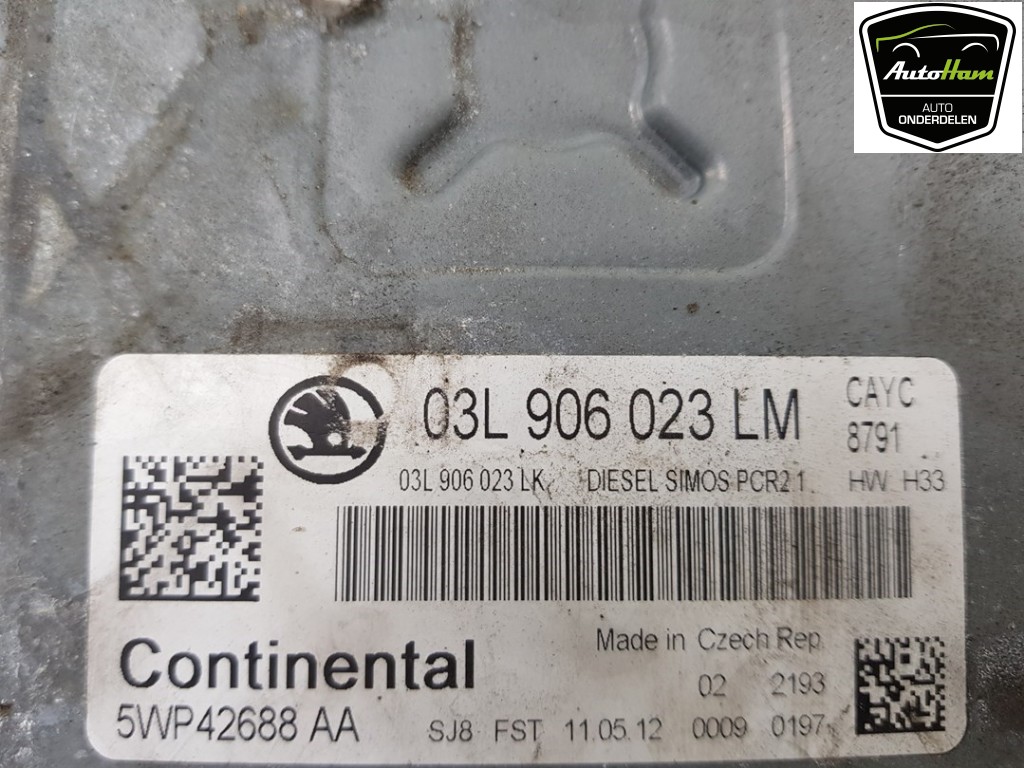 AutoHam
AUTO
ONDERDELEN
03L 906 023 LM
CAYC
8791
03L 906 023 LK DIESEL SIMOS PCR2 1 HW H33
Continental
Made in Czech Rep
02 2193
5WP42688 AA SJ8 FST 11.05.12 0009 0197